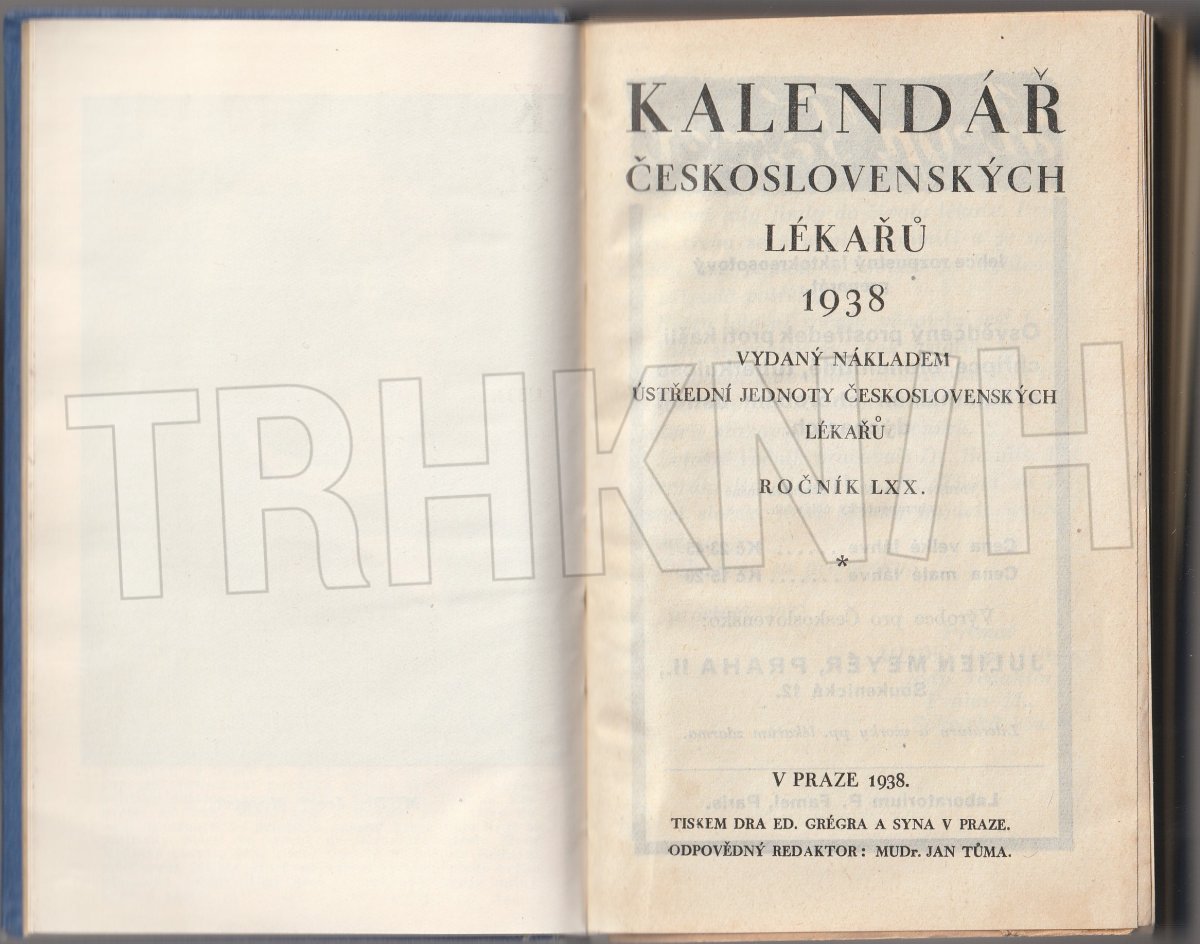 KALENDÁŘ
ČESKOSLOVENSKÝCH
LÉKAŘŮ
1938
VYDANÝ NÁKLADEM
ÚSTŘEDNÍ JEDNOTY ČESKOSLOVENSKÝCH
LÉKAŘŮ
ROČNÍK LXX.
*
V PRAZE 1938.
TISKEM DRA ED. GRÉGRA A SYNA V PRAZE.
ODPOVĚDNÝ REDAKTOR: MUDr. JAN TŮMA.
TRHKNIH